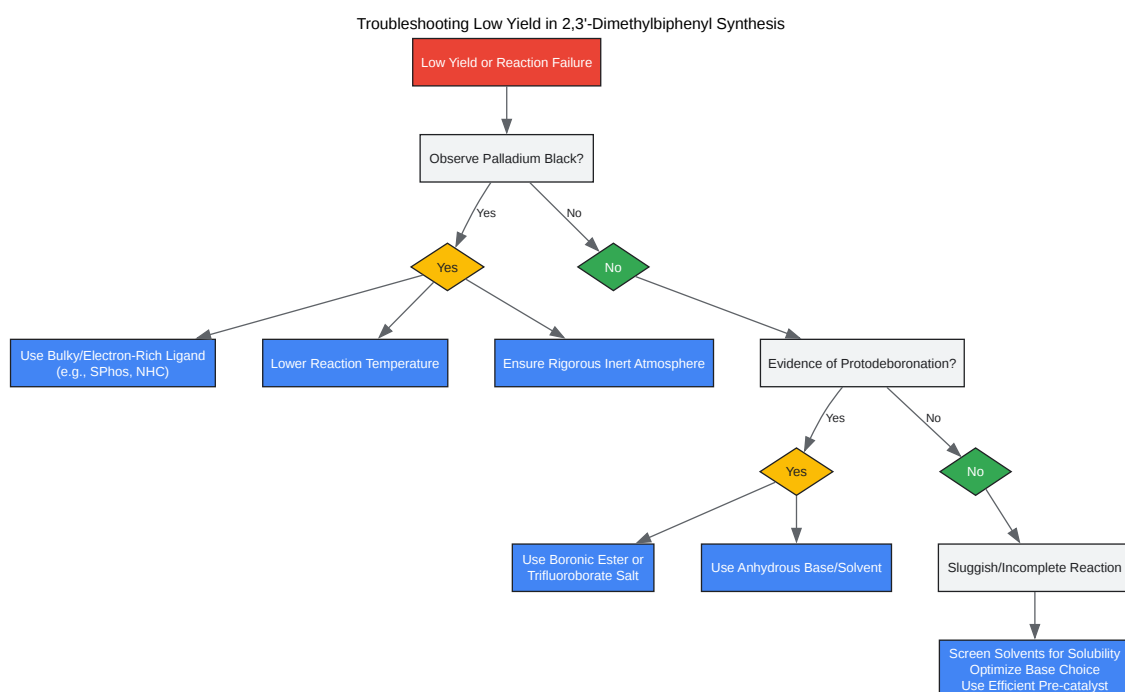 Troubleshooting Low Yield in 2,3'-Dimethylbiphenyl Synthesis
Low Yield or Reaction Failure
Observe Palladium Black?
Yes
No
Yes
No
Use Bulky/Electron-Rich Ligand
(e.g., SPhos, NHC)
Lower Reaction Temperature
Ensure Rigorous Inert Atmosphere
Evidence of Protodeboronation?
Yes
No
Yes
No
Use Boronic Ester or
Trifluoroborate Salt
Use Anhydrous Base/Solvent
Sluggish/Incomplete Reaction
Screen Solvents for Solubility
Optimize Base Choice
Use Efficient Pre-catalyst